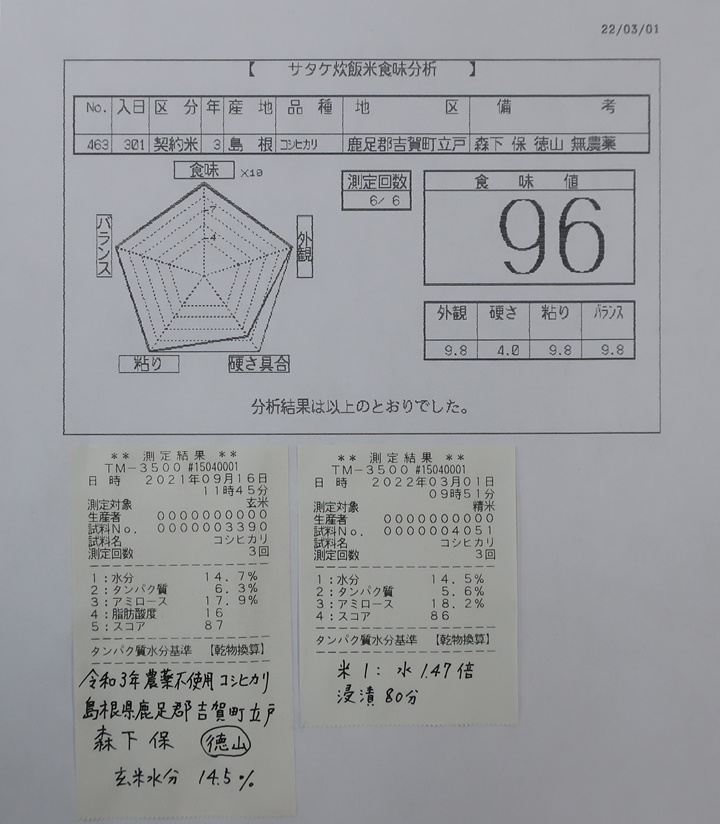 22/03/01
【 サタケ炊飯米食味分析 】
No. 入日 区分 年 産地 品種 地区 備考
463 301 契約米 3 島根 コシヒカリ 鹿足郡吉賀町立戸 森下 保 徳山 無農薬
食味 ×10
7
4
バランス
外観
粘り
硬さ具合
測定回数
6/ 6
食味値
96
外観 硬さ 粘り バランス
9.8 4.0 9.8 9.8
分析結果は以上のとおりでした。
** 測定結果 **
TM-3500 #15040001
日 時 2021年09月16日
11時45分
測定対象 玄米
生産者 0000000000
試料No. 0000003390
試料名 コシヒカリ
測定回数 3回
1:水分 14.7%
2:タンパク質 6.3%
3:アミロース 17.9%
4:脂肪酸度 16
5:スコア 87
タンパク質水分基準 【乾物換算】
令和3年農薬不使用コシヒカリ
島根県鹿足郡吉賀町立戸
森下 保 徳山
玄米水分 14.5%
** 測定結果 **
TM-3500 #15040001
日 時 2022年03月01日
09時51分
測定対象 精米
生産者 0000000000
試料No. 0000004051
試料名 コシヒカリ
測定回数 3回
1:水分 14.5%
2:タンパク質 5.6%
3:アミロース 18.2%
4:スコア 86
タンパク質水分基準 【乾物換算】
米 1: 水 1.47倍
浸漬 80分